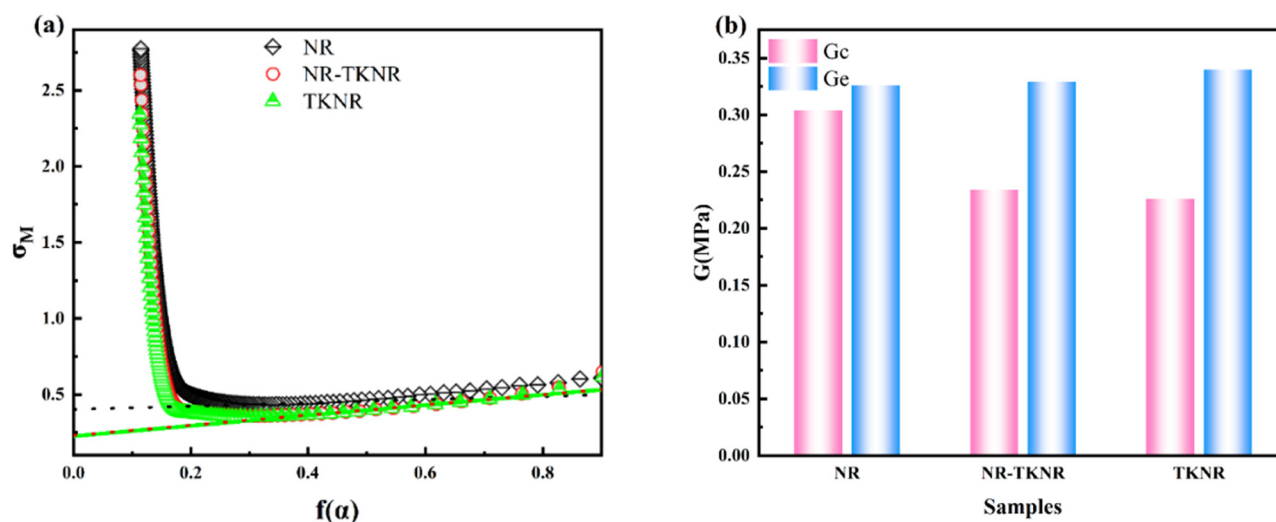 (a)
NR
NR-TKNR
TKNR
σM
2.5
2.0
1.5
1.0
0.5
0.0 0.2 0.4 0.6 0.8
f(α)
(b)
Gc
Ge
G(MPa)
0.35
0.30
0.25
0.20
0.15
0.10
0.05
0.00
NR NR-TKNR TKNR
Samples